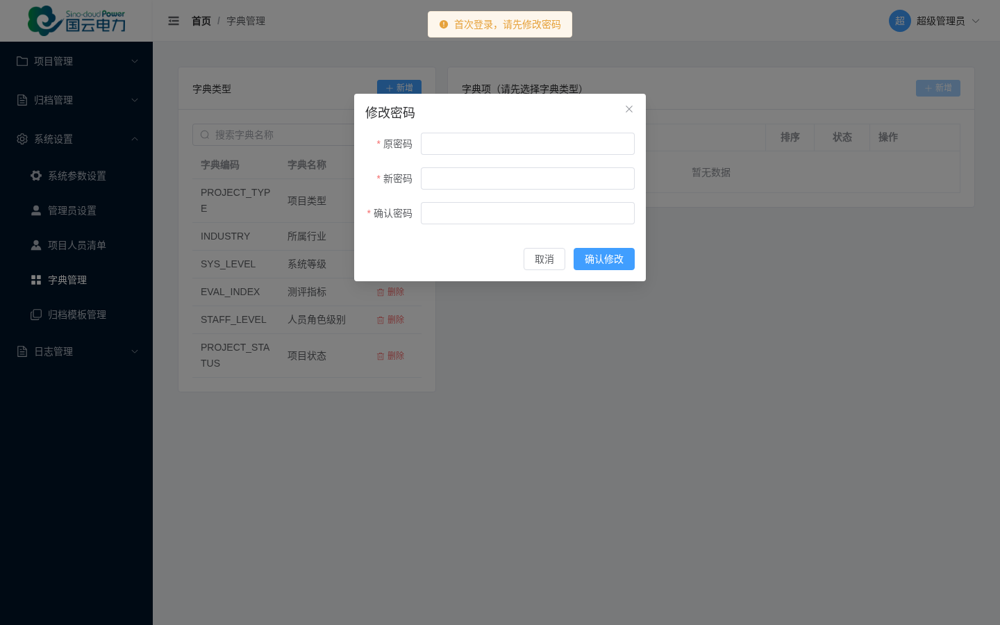 Sino-cloud Power
国云电力
首页 / 字典管理
首次登录，请先修改密码
超 超级管理员
项目管理
归档管理
系统设置
系统参数设置
管理员设置
项目人员清单
字典管理
归档模板管理
日志管理
字典类型
新增
搜索字典名称
字典编码 字典名称
PROJECT_TYP
E
项目类型
INDUSTRY 所属行业
SYS_LEVEL 系统等级
EVAL_INDEX 测评指标 删除
STAFF_LEVEL 人员角色级别 删除
PROJECT_STA
TUS
项目状态 删除
字典项（请先选择字典类型）
新增
排序 状态 操作
暂无数据
修改密码
* 原密码
* 新密码
* 确认密码
取消 确认修改